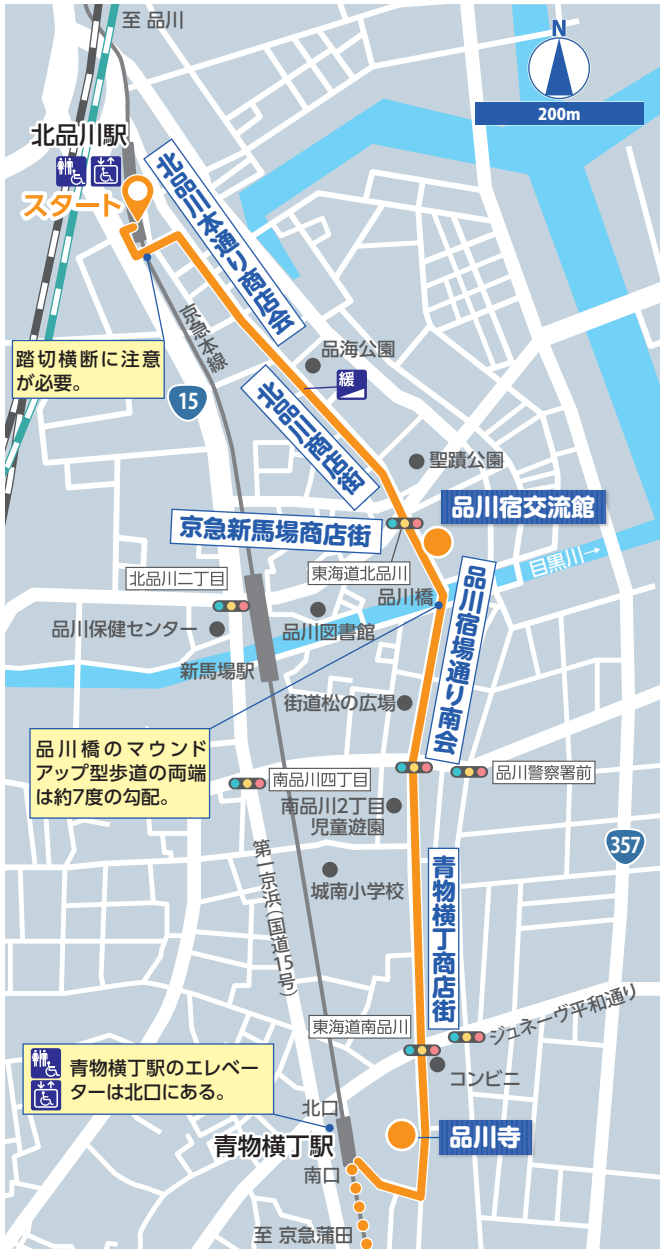 至 品川
N
200m
北品川駅
スタート
北品川本通り商店会
京急本線
踏切横断に注意
が必要。
15
品海公園
緩
北品川商店街
聖蹟公園
品川宿交流館
京急新馬場商店街
東海道北品川
目黒川→
北品川二丁目
品川橋
品川保健センター
品川図書館
新馬場駅
品川宿場通り南会
街道松の広場
品川橋のマウンド
アップ型歩道の両端
は約7度の勾配。
南品川四丁目
品川警察署前
南品川2丁目
児童遊園
357
第一京浜(国道15号)
城南小学校
青物横丁商店街
東海道南品川
ジュネーヴ平和通り
コンビニ
青物横丁駅のエレベー
ターは北口にある。
北口
青物横丁駅
南口
品川寺
至 京急蒲田